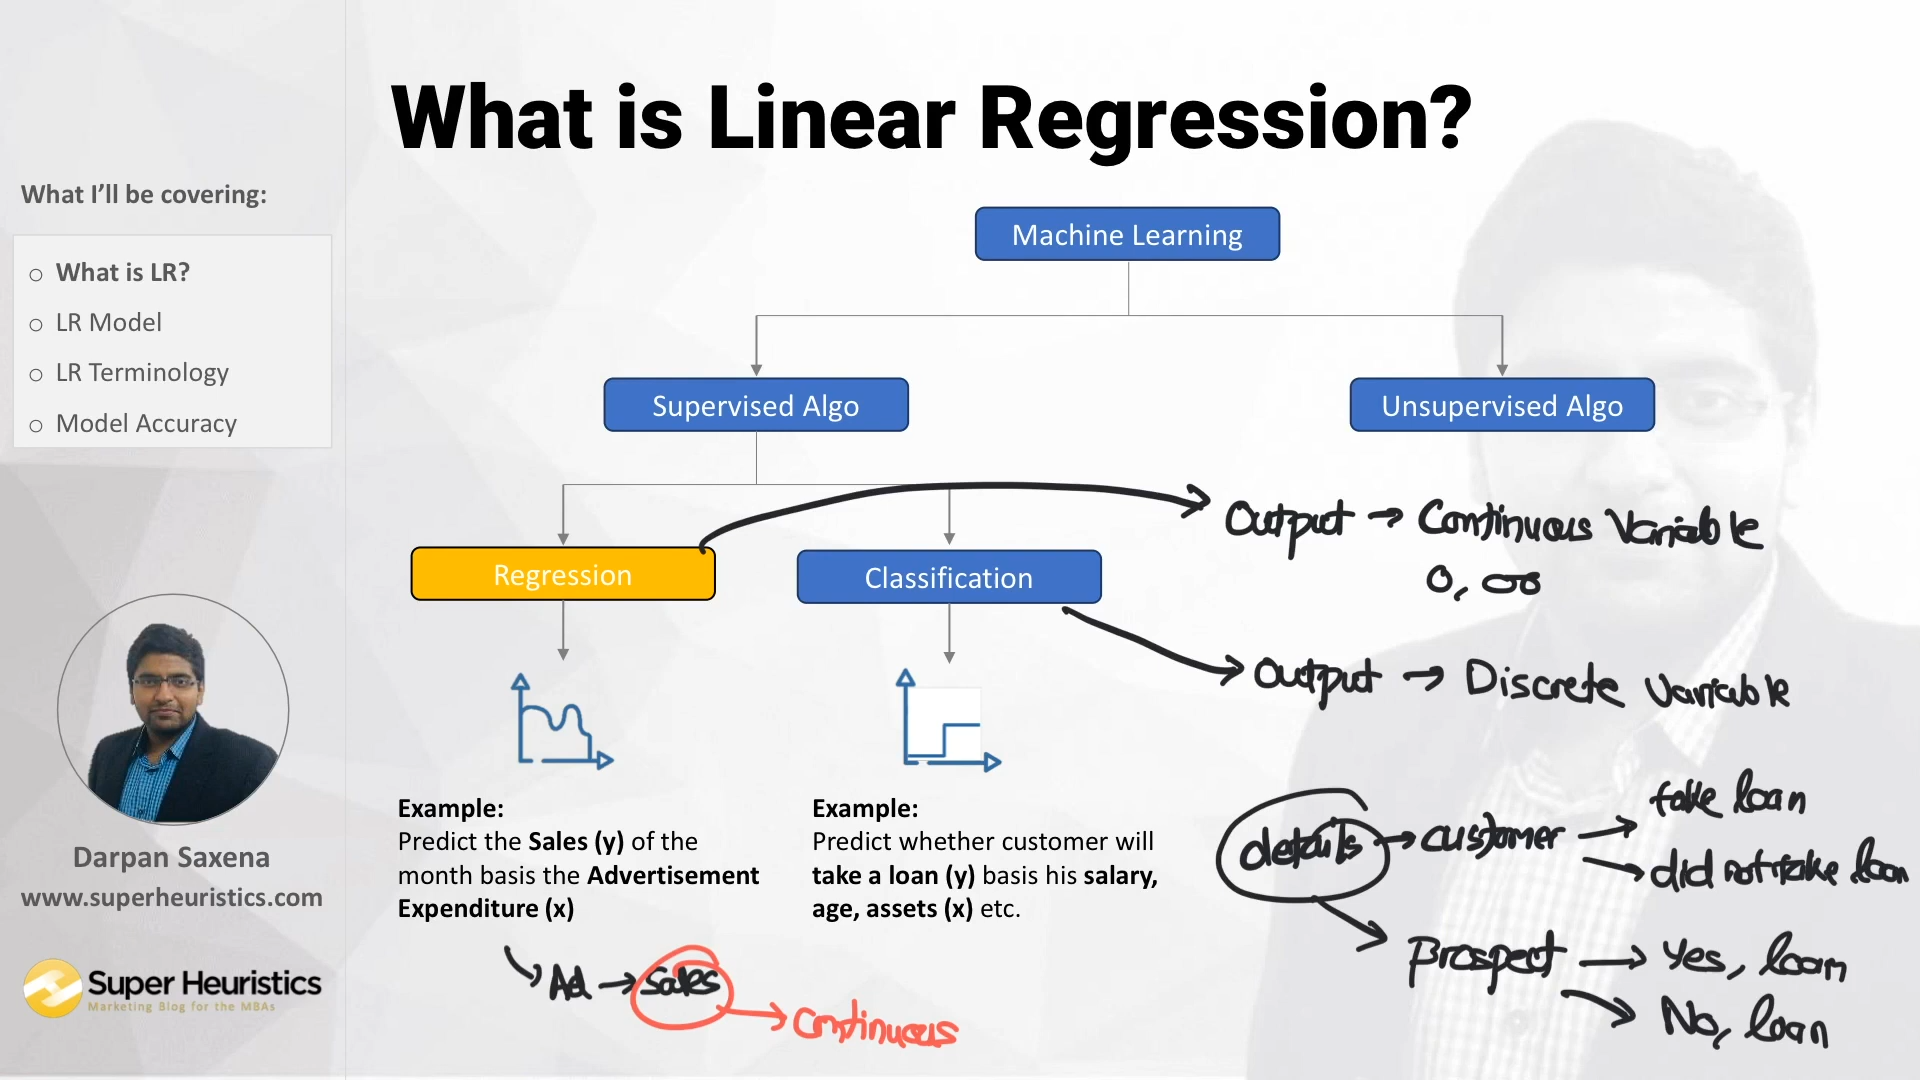 What is Linear Regression?
What I'll be covering:
What is LR?
LR Model
LR Terminology
Model Accuracy
Darpan Saxena
www.superheuristics.com
Super Heuristics
Marketing Blog for the MBAs
Machine Learning
Supervised Algo
Unsupervised Algo
Regression
Classification
Output → Continuous Variable
0, ∞
Output → Discrete Variable
Example:
Predict the Sales (y) of the
month basis the Advertisement
Expenditure (x)
Ad → Sales
→ Continuous
Example:
Predict whether customer will
take a loan (y) basis his salary,
age, assets (x) etc.
details → customer → take loan
→ did not take loan
Prospect → Yes, loan
→ No, loan